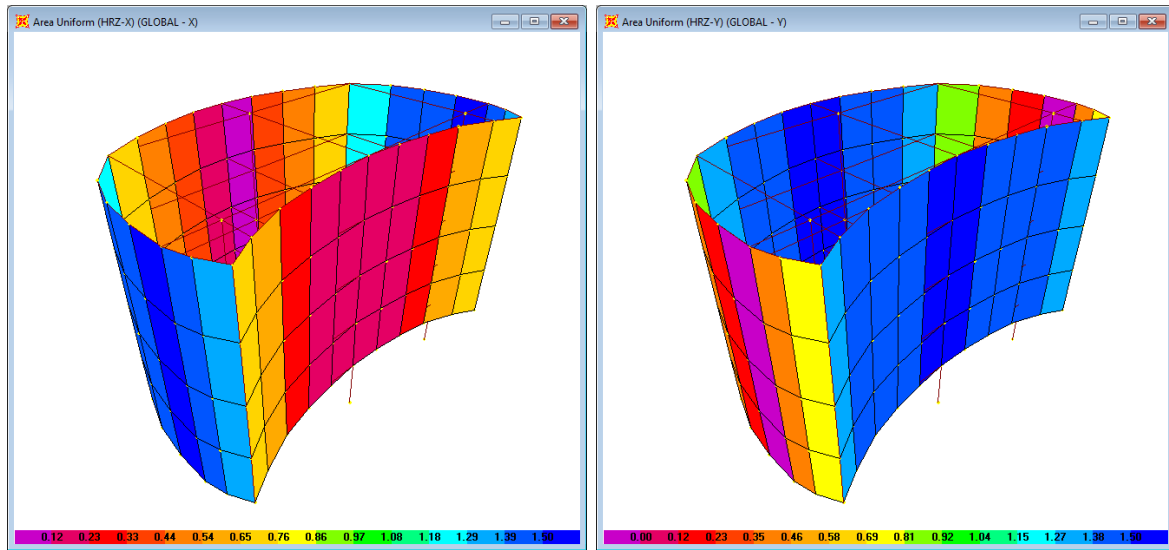 Area Uniform (HRZ-X) (GLOBAL - X)
0.12 0.23 0.33 0.44 0.54 0.65 0.76 0.86 0.97 1.08 1.18 1.29 1.39 1.50
Area Uniform (HRZ-Y) (GLOBAL - Y)
0.00 0.12 0.23 0.35 0.46 0.58 0.69 0.81 0.92 1.04 1.15 1.27 1.38 1.50